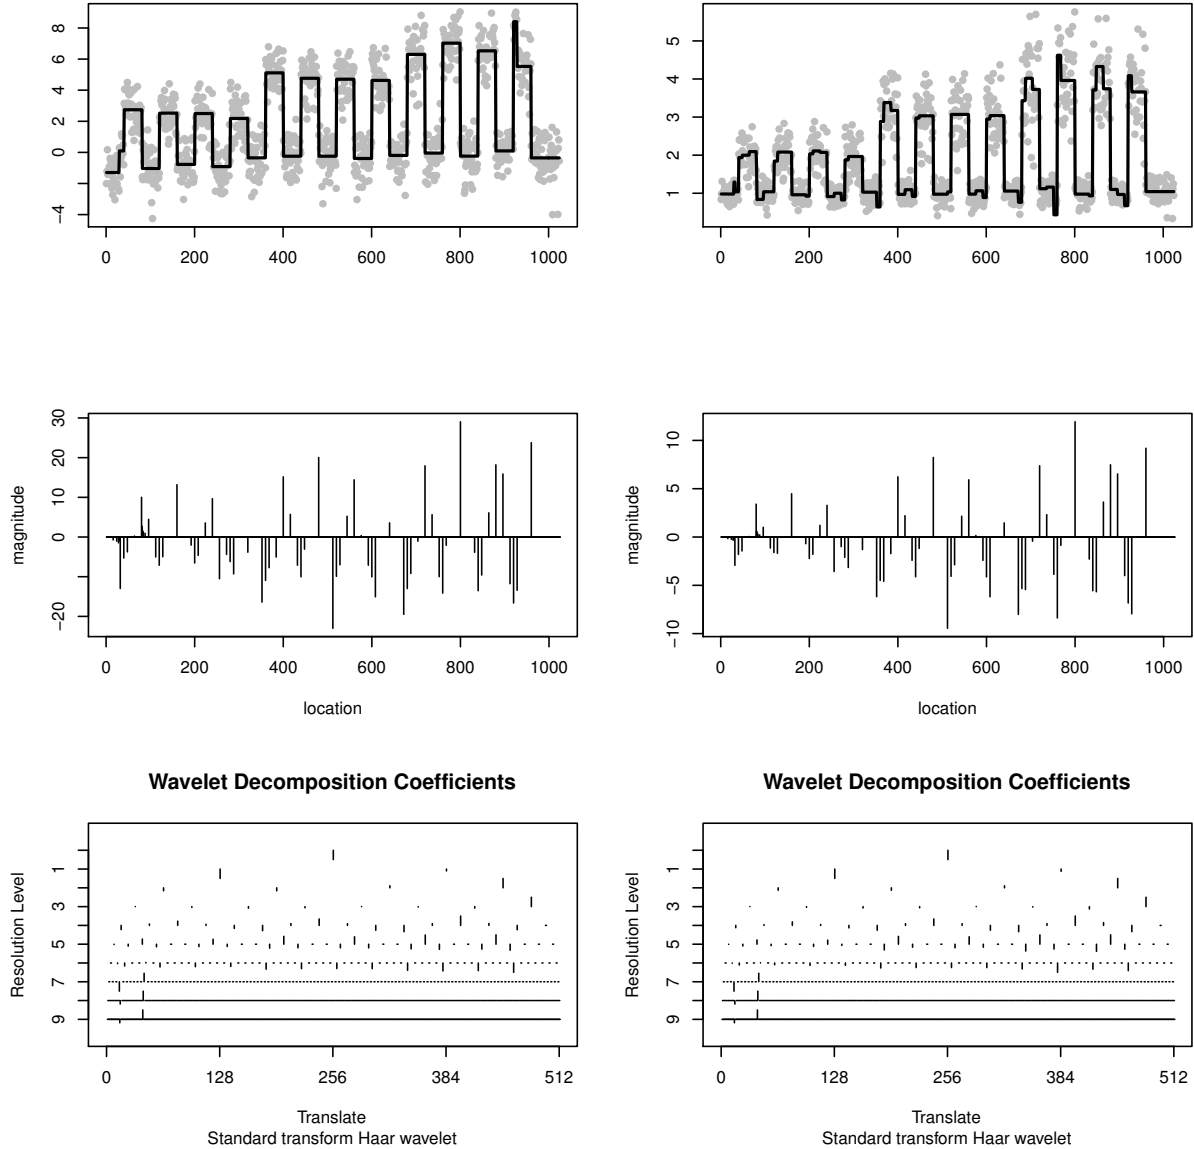 8
6
4
2
0
−4
0 200 400 600 800 1000
5
4
3
2
1
0 200 400 600 800 1000
magnitude
30
20
10
0
−20
0 200 400 600 800 1000
location
magnitude
10
5
0
−5
−10
0 200 400 600 800 1000
location
Wavelet Decomposition Coefficients
Resolution Level
1
3
5
7
9
0 128 256 384 512
Translate
Standard transform Haar wavelet
Wavelet Decomposition Coefficients
Resolution Level
1
3
5
7
9
0 128 256 384 512
Translate
Standard transform Haar wavelet